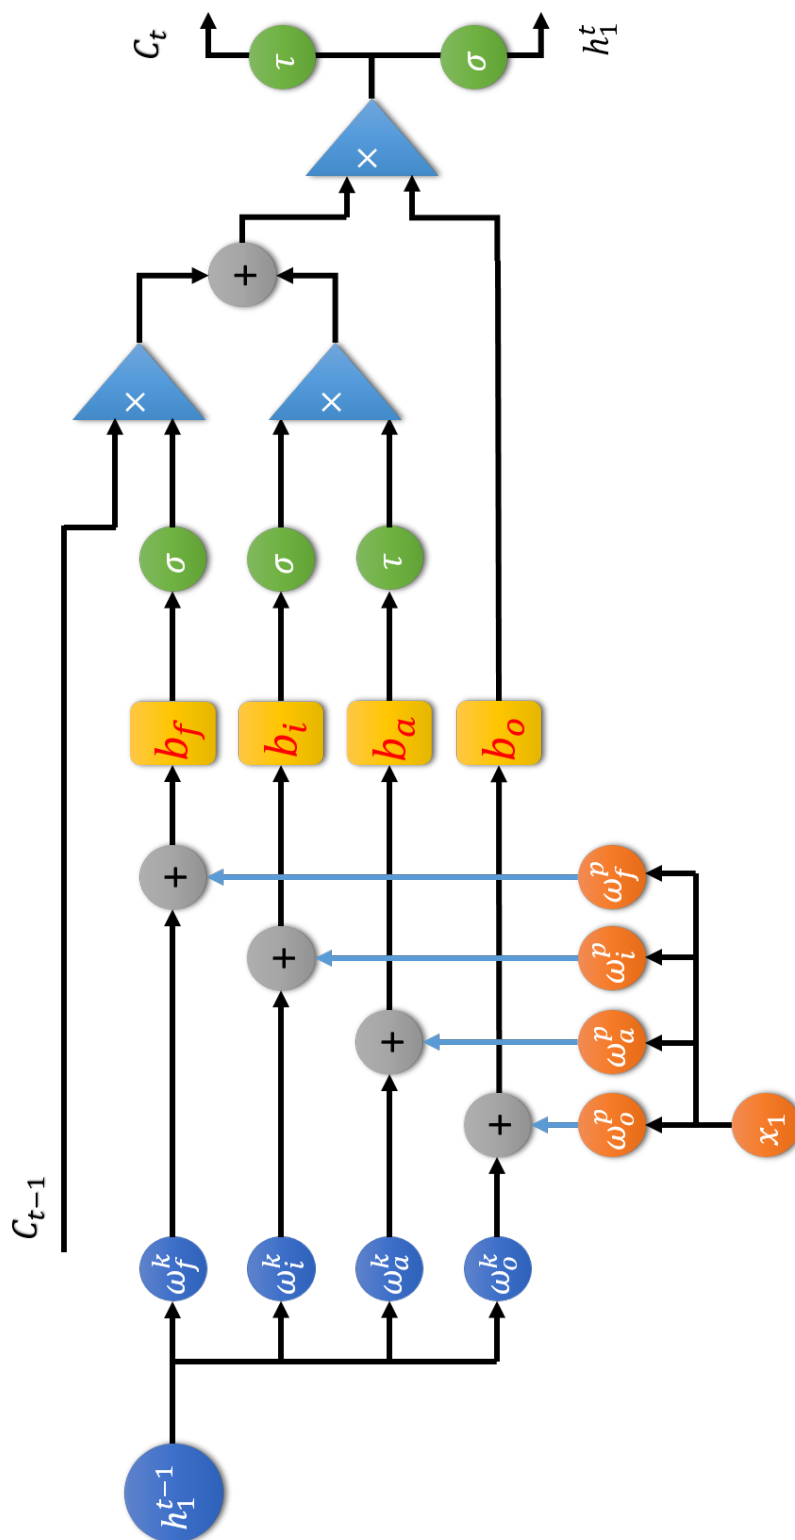 C_{t−1}
×
C_t
h_1^{t−1}
ω_f^k
+
b_f
σ
+
τ
ω_i^k
+
b_i
σ
×
×
ω_a^k
+
b_a
τ
σ
ω_o^k
+
b_o
h_1^t
ω_o^p
ω_a^p
ω_i^p
ω_f^p
x_1